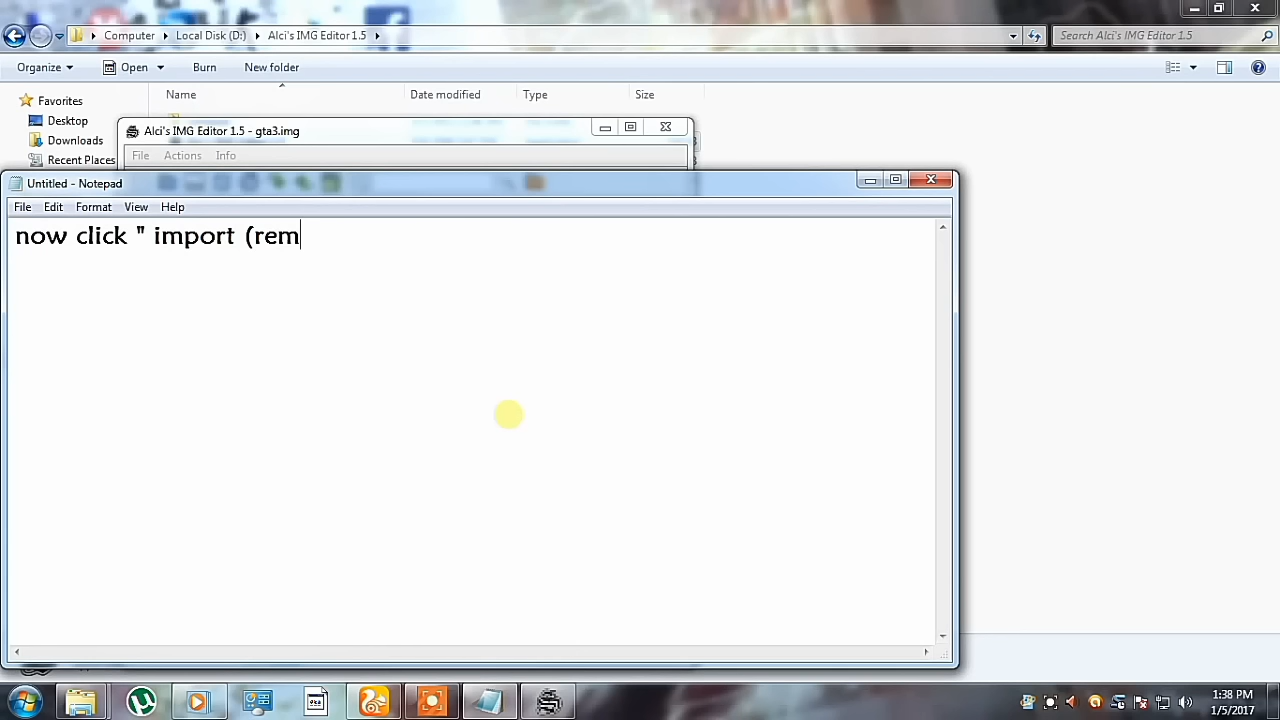 Computer Local Disk (D:) Alci's IMG Editor 1.5
Search Alci's IMG Editor 1.5
Organize Open Burn New folder
Favorites
Desktop
Downloads
Recent Places
Name Date modified Type Size
Alci's IMG Editor 1.5 - gta3.img
File Actions Info
Untitled - Notepad
File Edit Format View Help
now click " import (rem
1:38 PM
1/5/2017